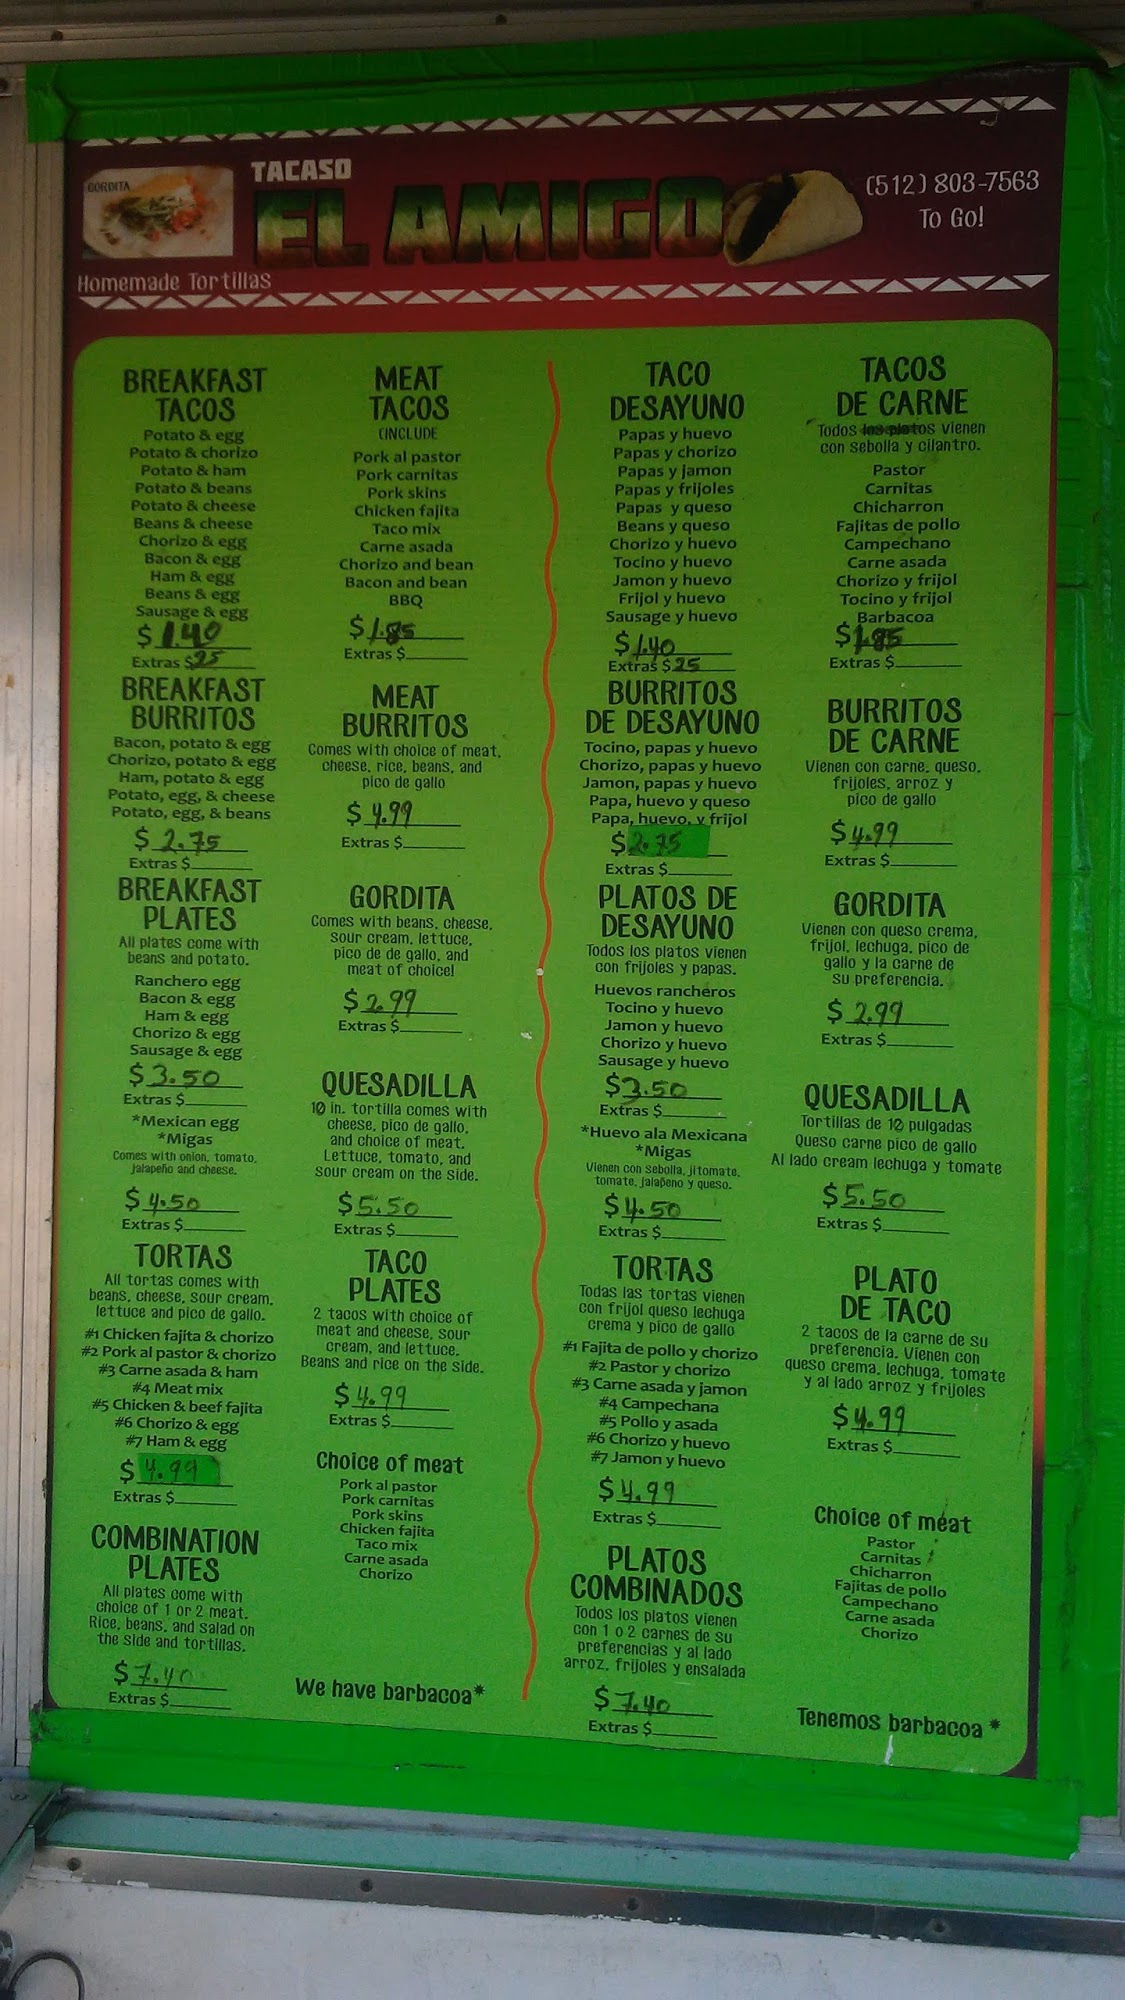 GORDITA
TACASO
EL AMIGO
(512) 803-7563
To Go!
Homemade Tortillas
BREAKFAST
TACOS
Potato & egg
Potato & chorizo
Potato & ham
Potato & beans
Potato & cheese
Beans & cheese
Chorizo & egg
Bacon & egg
Ham & egg
Beans & egg
Sausage & egg
$ 1.40
Extras $ 25
BREAKFAST
BURRITOS
Bacon, potato & egg
Chorizo, potato & egg
Ham, potato & egg
Potato, egg, & cheese
Potato, egg, & beans
$ 2.75
Extras $
BREAKFAST
PLATES
All plates come with
beans and potato.
Ranchero egg
Bacon & egg
Ham & egg
Chorizo & egg
Sausage & egg
$ 3.50
Extras $
*Mexican egg
*Migas
Comes with onion, tomato,
jalapeño and cheese.
$ 4.50
Extras $
TORTAS
All tortas comes with
beans, cheese, sour cream,
lettuce and pico de gallo.
#1 Chicken fajita & chorizo
#2 Pork al pastor & chorizo
#3 Carne asada & ham
#4 Meat mix
#5 Chicken & beef fajita
#6 Chorizo & egg
#7 Ham & egg
$ 4.99
Extras $
COMBINATION
PLATES
All plates come with
choice of 1 or 2 meat.
Rice, beans, and salad on
the side and tortillas.
$ 7.40
Extras $
MEAT
TACOS
(INCLUDE
Pork al pastor
Pork carnitas
Pork skins
Chicken fajita
Taco mix
Carne asada
Chorizo and bean
Bacon and bean
BBQ
$ 1.85
Extras $
MEAT
BURRITOS
Comes with choice of meat,
cheese, rice, beans, and
pico de gallo
$ 4.99
Extras $
GORDITA
Comes with beans, cheese,
sour cream, lettuce,
pico de de gallo, and
meat of choice!
$ 2.99
Extras $
QUESADILLA
10 in. tortilla comes with
cheese, pico de gallo,
and choice of meat.
Lettuce, tomato, and
sour cream on the side.
$ 5.50
Extras $
TACO
PLATES
2 tacos with choice of
meat and cheese, sour
cream, and lettuce.
Beans and rice on the side.
$ 4.99
Extras $
Choice of meat
Pork al pastor
Pork carnitas
Pork skins
Chicken fajita
Taco mix
Carne asada
Chorizo
We have barbacoa*
TACO
DESAYUNO
Papas y huevo
Papas y chorizo
Papas y jamon
Papas y frijoles
Papas y queso
Beans y queso
Chorizo y huevo
Tocino y huevo
Jamon y huevo
Frijol y huevo
Sausage y huevo
$ 1.40
Extras $ 25
BURRITOS
DE DESAYUNO
Tocino, papas y huevo
Chorizo, papas y huevo
Jamon, papas y huevo
Papa, huevo y queso
Papa, huevo, y frijol
$ 2.75
Extras $
PLATOS DE
DESAYUNO
Todos los platos vienen
con frijoles y papas.
Huevos rancheros
Tocino y huevo
Jamon y huevo
Chorizo y huevo
Sausage y huevo
$ 3.50
Extras $
*Huevo ala Mexicana
*Migas
Vienen con sebolla, jitomate,
tomate, jalapeno y queso.
$ 4.50
Extras $
TORTAS
Todas las tortas vienen
con frijol queso lechuga
crema y pico de gallo
#1 Fajita de pollo y chorizo
#2 Pastor y chorizo
#3 Carne asada y jamon
#4 Campechana
#5 Pollo y asada
#6 Chorizo y huevo
#7 Jamon y huevo
$ 4.99
Extras $
PLATOS
COMBINADOS
Todos los platos vienen
con 1 o 2 carnes de su
preferencias y al lado
arroz, frijoles y ensalada
$ 7.40
Extras $
TACOS
DE CARNE
Todos los platos vienen
con sebolla y cilantro.
Pastor
Carnitas
Chicharron
Fajitas de pollo
Campechano
Carne asada
Chorizo y frijol
Tocino y frijol
Barbacoa
$ 1.85
Extras $
BURRITOS
DE CARNE
Vienen con carne, queso,
frijoles, arroz y
pico de gallo
$ 4.99
Extras $
GORDITA
Vienen con queso crema,
frijol, lechuga, pico de
gallo y la carne de
su preferencia.
$ 2.99
Extras $
QUESADILLA
Tortillas de 10 pulgadas
Queso carne pico de gallo
Al lado cream lechuga y tomate
$ 5.50
Extras $
PLATO
DE TACO
2 tacos de la carne de su
preferencia. Vienen con
queso crema, lechuga, tomate
y al lado arroz y frijoles
$ 4.99
Extras $
Choice of meat
Pastor
Carnitas
Chicharron
Fajitas de pollo
Campechano
Carne asada
Chorizo
Tenemos barbacoa *